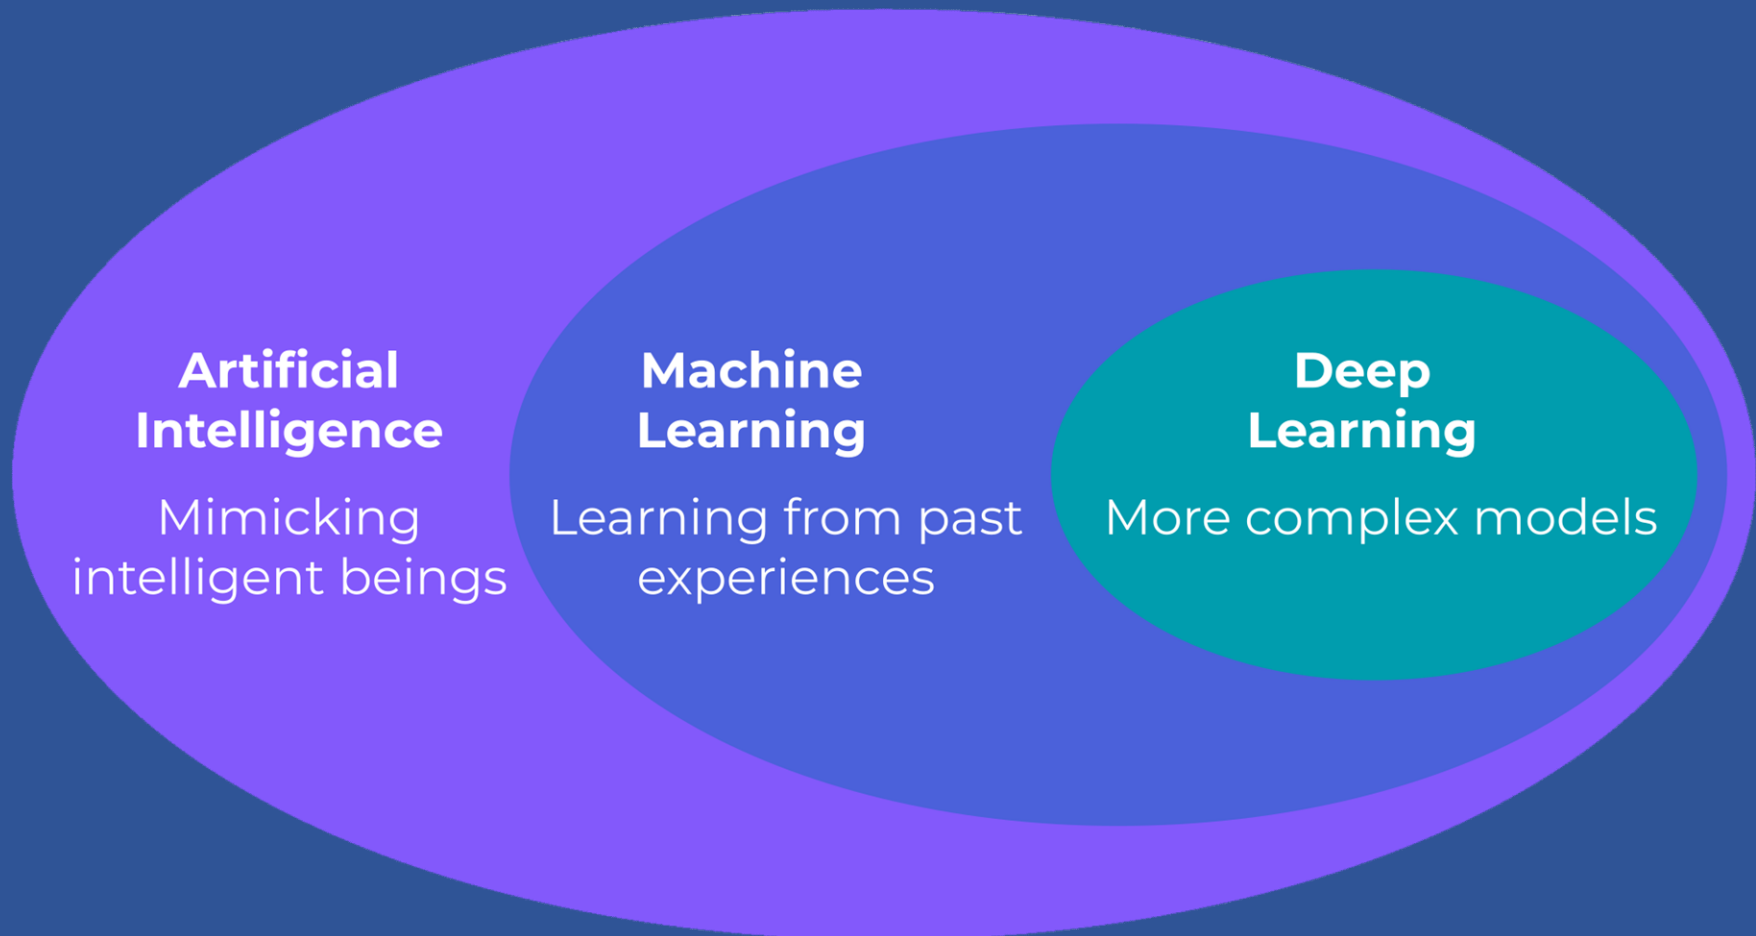 Artificial
Intelligence
Mimicking
intelligent beings
Machine
Learning
Learning from past
experiences
Deep
Learning
More complex models